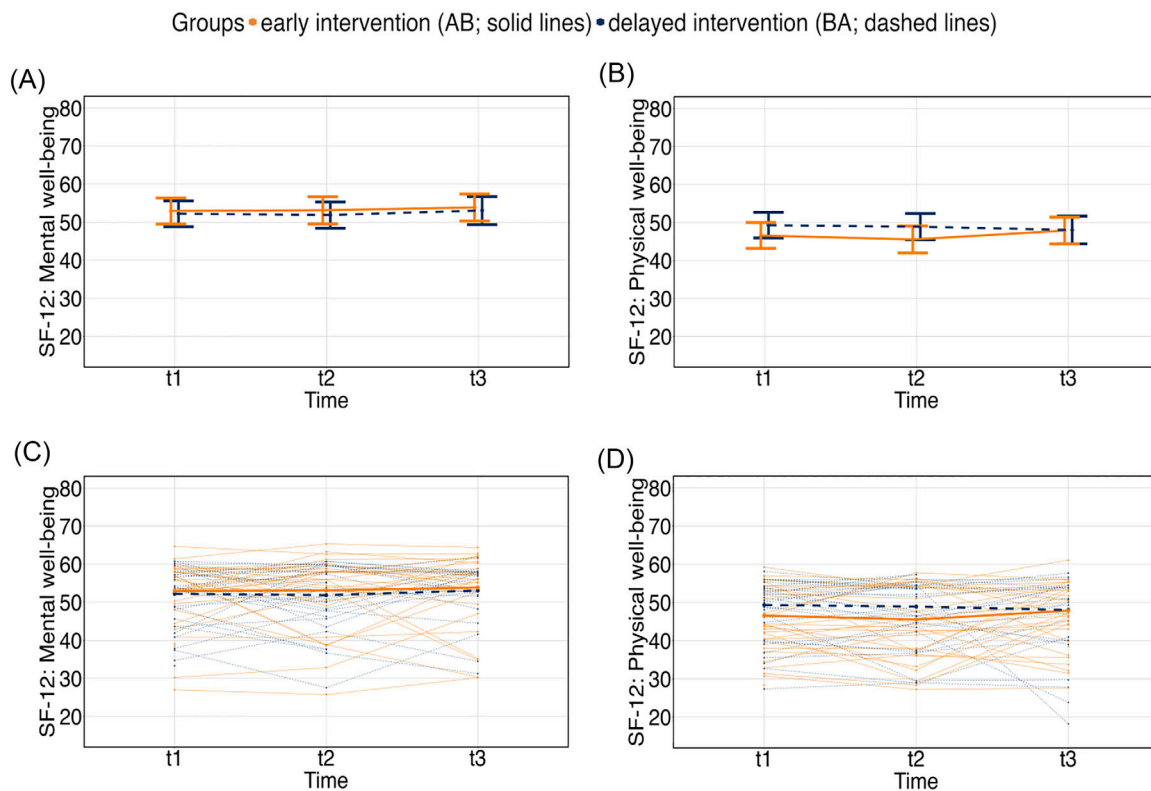 Groups early intervention (AB; solid lines) delayed intervention (BA; dashed lines)
(A)
SF-12: Mental well-being
80
70
60
50
40
30
20
t1 t2 t3
Time
(B)
SF-12: Physical well-being
80
70
60
50
40
30
20
t1 t2 t3
Time
(C)
SF-12: Mental well-being
80
70
60
50
40
30
20
t1 t2 t3
Time
(D)
SF-12: Physical well-being
80
70
60
50
40
30
20
t1 t2 t3
Time